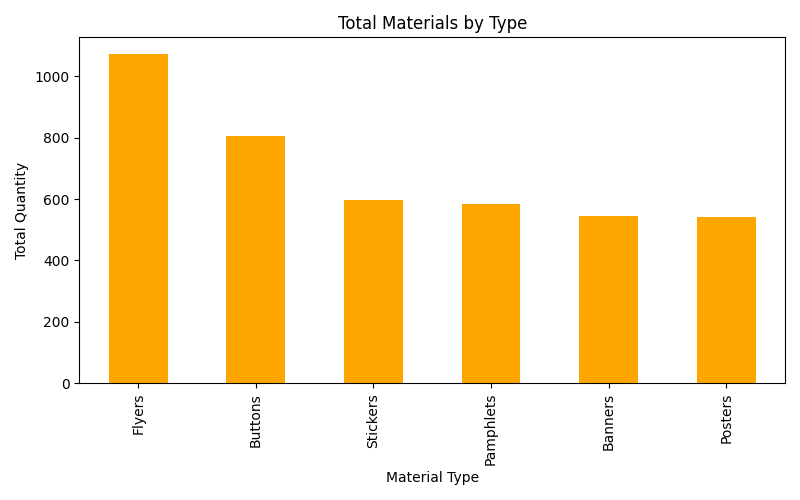 Total Materials by Type
Total Quantity
1000
800
600
400
200
0
Flyers
Buttons
Stickers
Pamphlets
Banners
Posters
Material Type